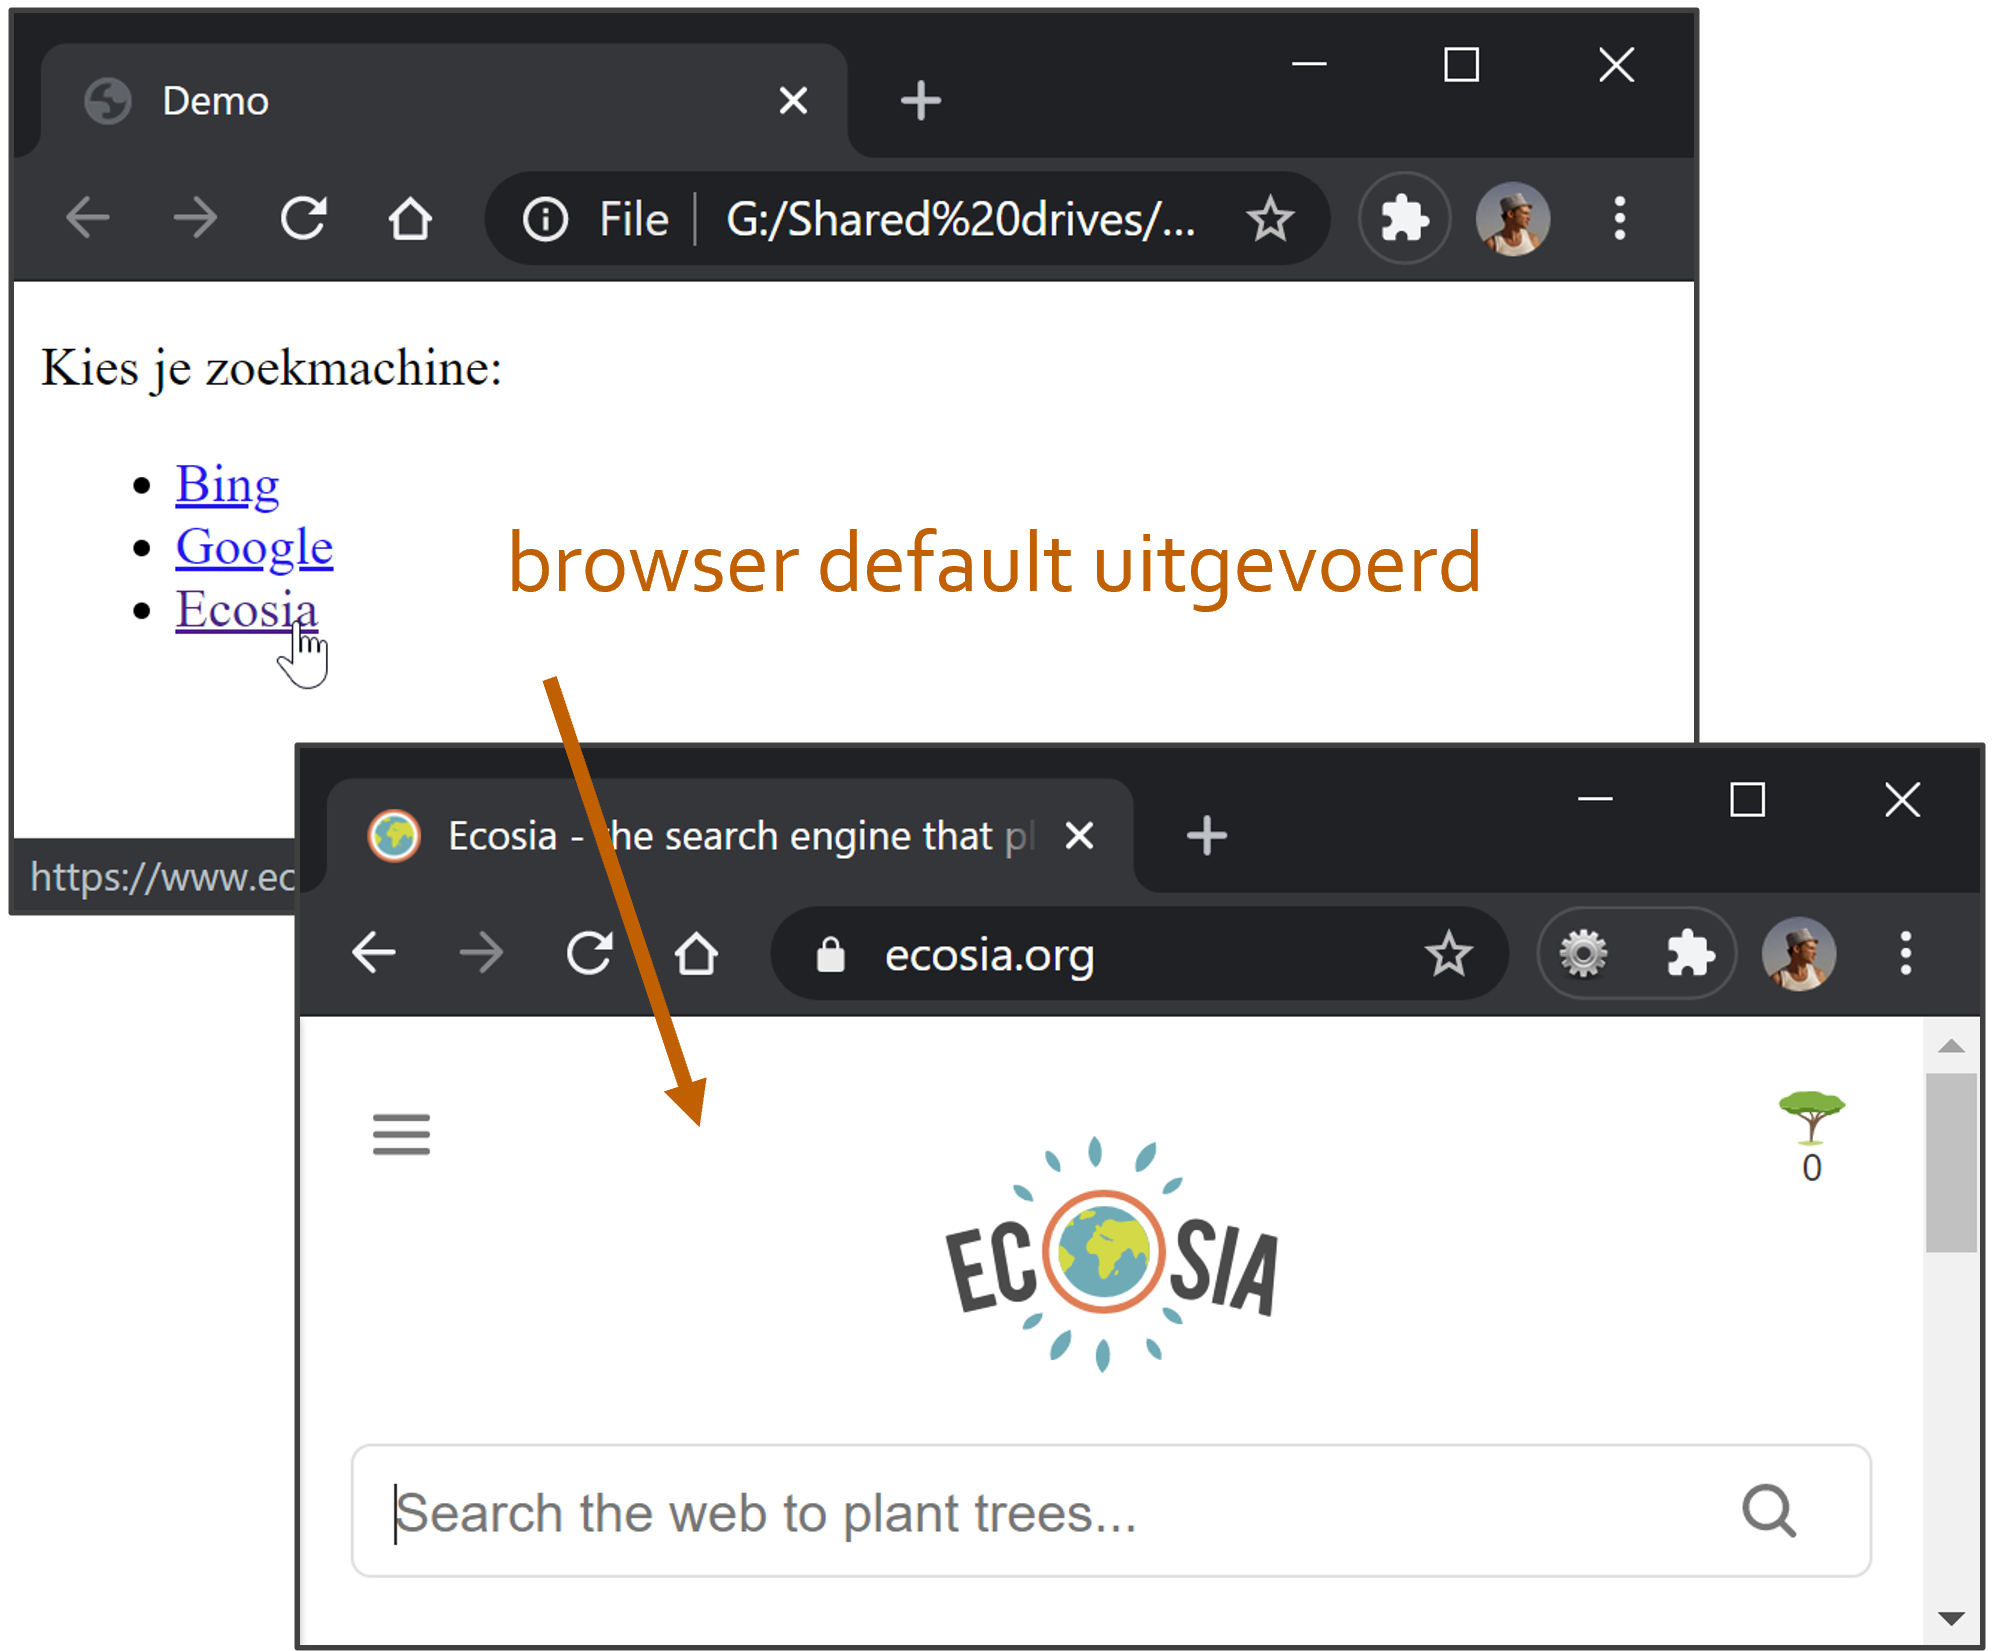 Demo
File
G:/Shared%20drives/...
Kies je zoekmachine:
Bing
Google
Ecosia
browser default uitgevoerd
https://www.ec
Ecosia - the search engine that pl
ecosia.org
0
ECOSIA
Search the web to plant trees...